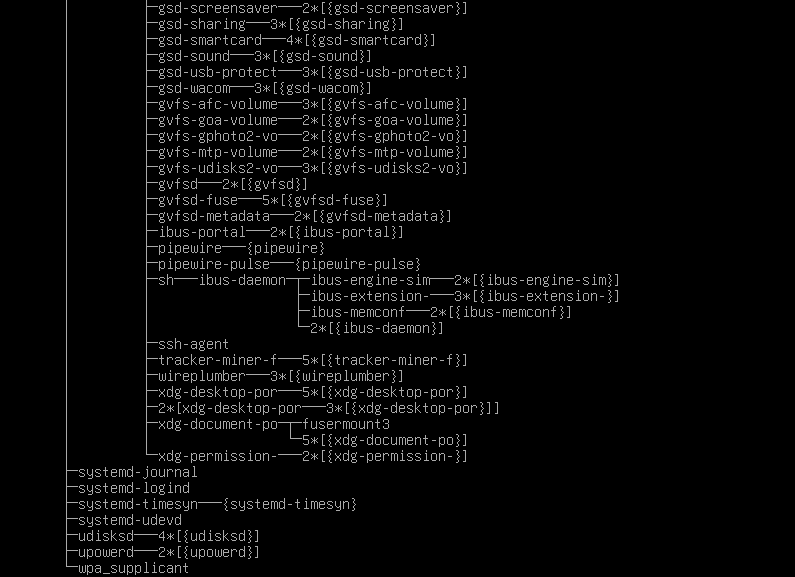 ├─gsd-screensaver───2*[{gsd-screensaver}]
├─gsd-sharing───3*[{gsd-sharing}]
├─gsd-smartcard───4*[{gsd-smartcard}]
├─gsd-sound───3*[{gsd-sound}]
├─gsd-usb-protect───3*[{gsd-usb-protect}]
├─gsd-wacom───3*[{gsd-wacom}]
├─gvfs-afc-volume───3*[{gvfs-afc-volume}]
├─gvfs-goa-volume───2*[{gvfs-goa-volume}]
├─gvfs-gphoto2-vo───2*[{gvfs-gphoto2-vo}]
├─gvfs-mtp-volume───2*[{gvfs-mtp-volume}]
├─gvfs-udisks2-vo───3*[{gvfs-udisks2-vo}]
├─gvfsd───2*[{gvfsd}]
├─gvfsd-fuse───5*[{gvfsd-fuse}]
├─gvfsd-metadata───2*[{gvfsd-metadata}]
├─ibus-portal───2*[{ibus-portal}]
├─pipewire───{pipewire}
├─pipewire-pulse───{pipewire-pulse}
├─sh───ibus-daemon─┬─ibus-engine-sim───2*[{ibus-engine-sim}]
├─ibus-extension-───3*[{ibus-extension-}]
├─ibus-memconf───2*[{ibus-memconf}]
└─2*[{ibus-daemon}]
├─ssh-agent
├─tracker-miner-f───5*[{tracker-miner-f}]
├─wireplumber───3*[{wireplumber}]
├─xdg-desktop-por───5*[{xdg-desktop-por}]
├─2*[xdg-desktop-por───3*[{xdg-desktop-por}]]
├─xdg-document-po─┬─fusermount3
└─5*[{xdg-document-po}]
└─xdg-permission-───2*[{xdg-permission-}]
├─systemd-journal
├─systemd-logind
├─systemd-timesyn───{systemd-timesyn}
├─systemd-udevd
├─udisksd───4*[{udisksd}]
├─upowerd───2*[{upowerd}]
└─wpa_supplicant